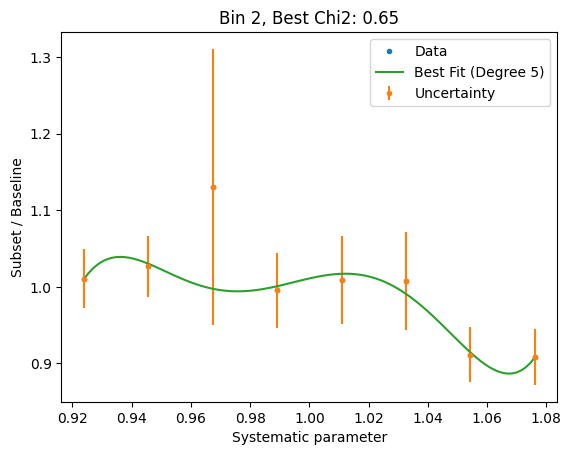 Bin 2, Best Chi2: 0.65
Data
Best Fit (Degree 5)
Uncertainty
1.3
1.2
1.1
1.0
0.9
Subset / Baseline
0.92 0.94 0.96 0.98 1.00 1.02 1.04 1.06 1.08
Systematic parameter